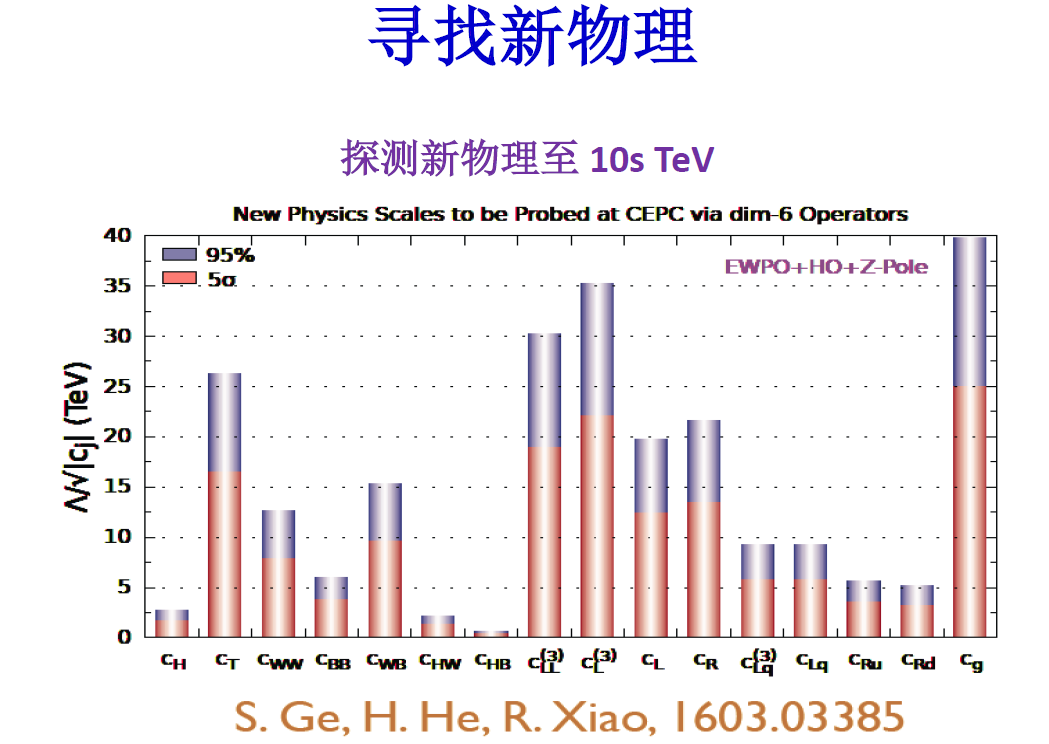 寻找新物理
探测新物理至 10s TeV
New Physics Scales to be Probed at CEPC via dim-6 Operators
40
95%
EWPO+HO+Z-Pole
5σ
35
30
25
20
15
10
5
0
Λ/√|cj| (TeV)
cH cT cWW cBB cWB cHW cHB cLL(3) cL(3) cL cR cLq(3) cLq cRu cRd cg
S. Ge, H. He, R. Xiao, 1603.03385